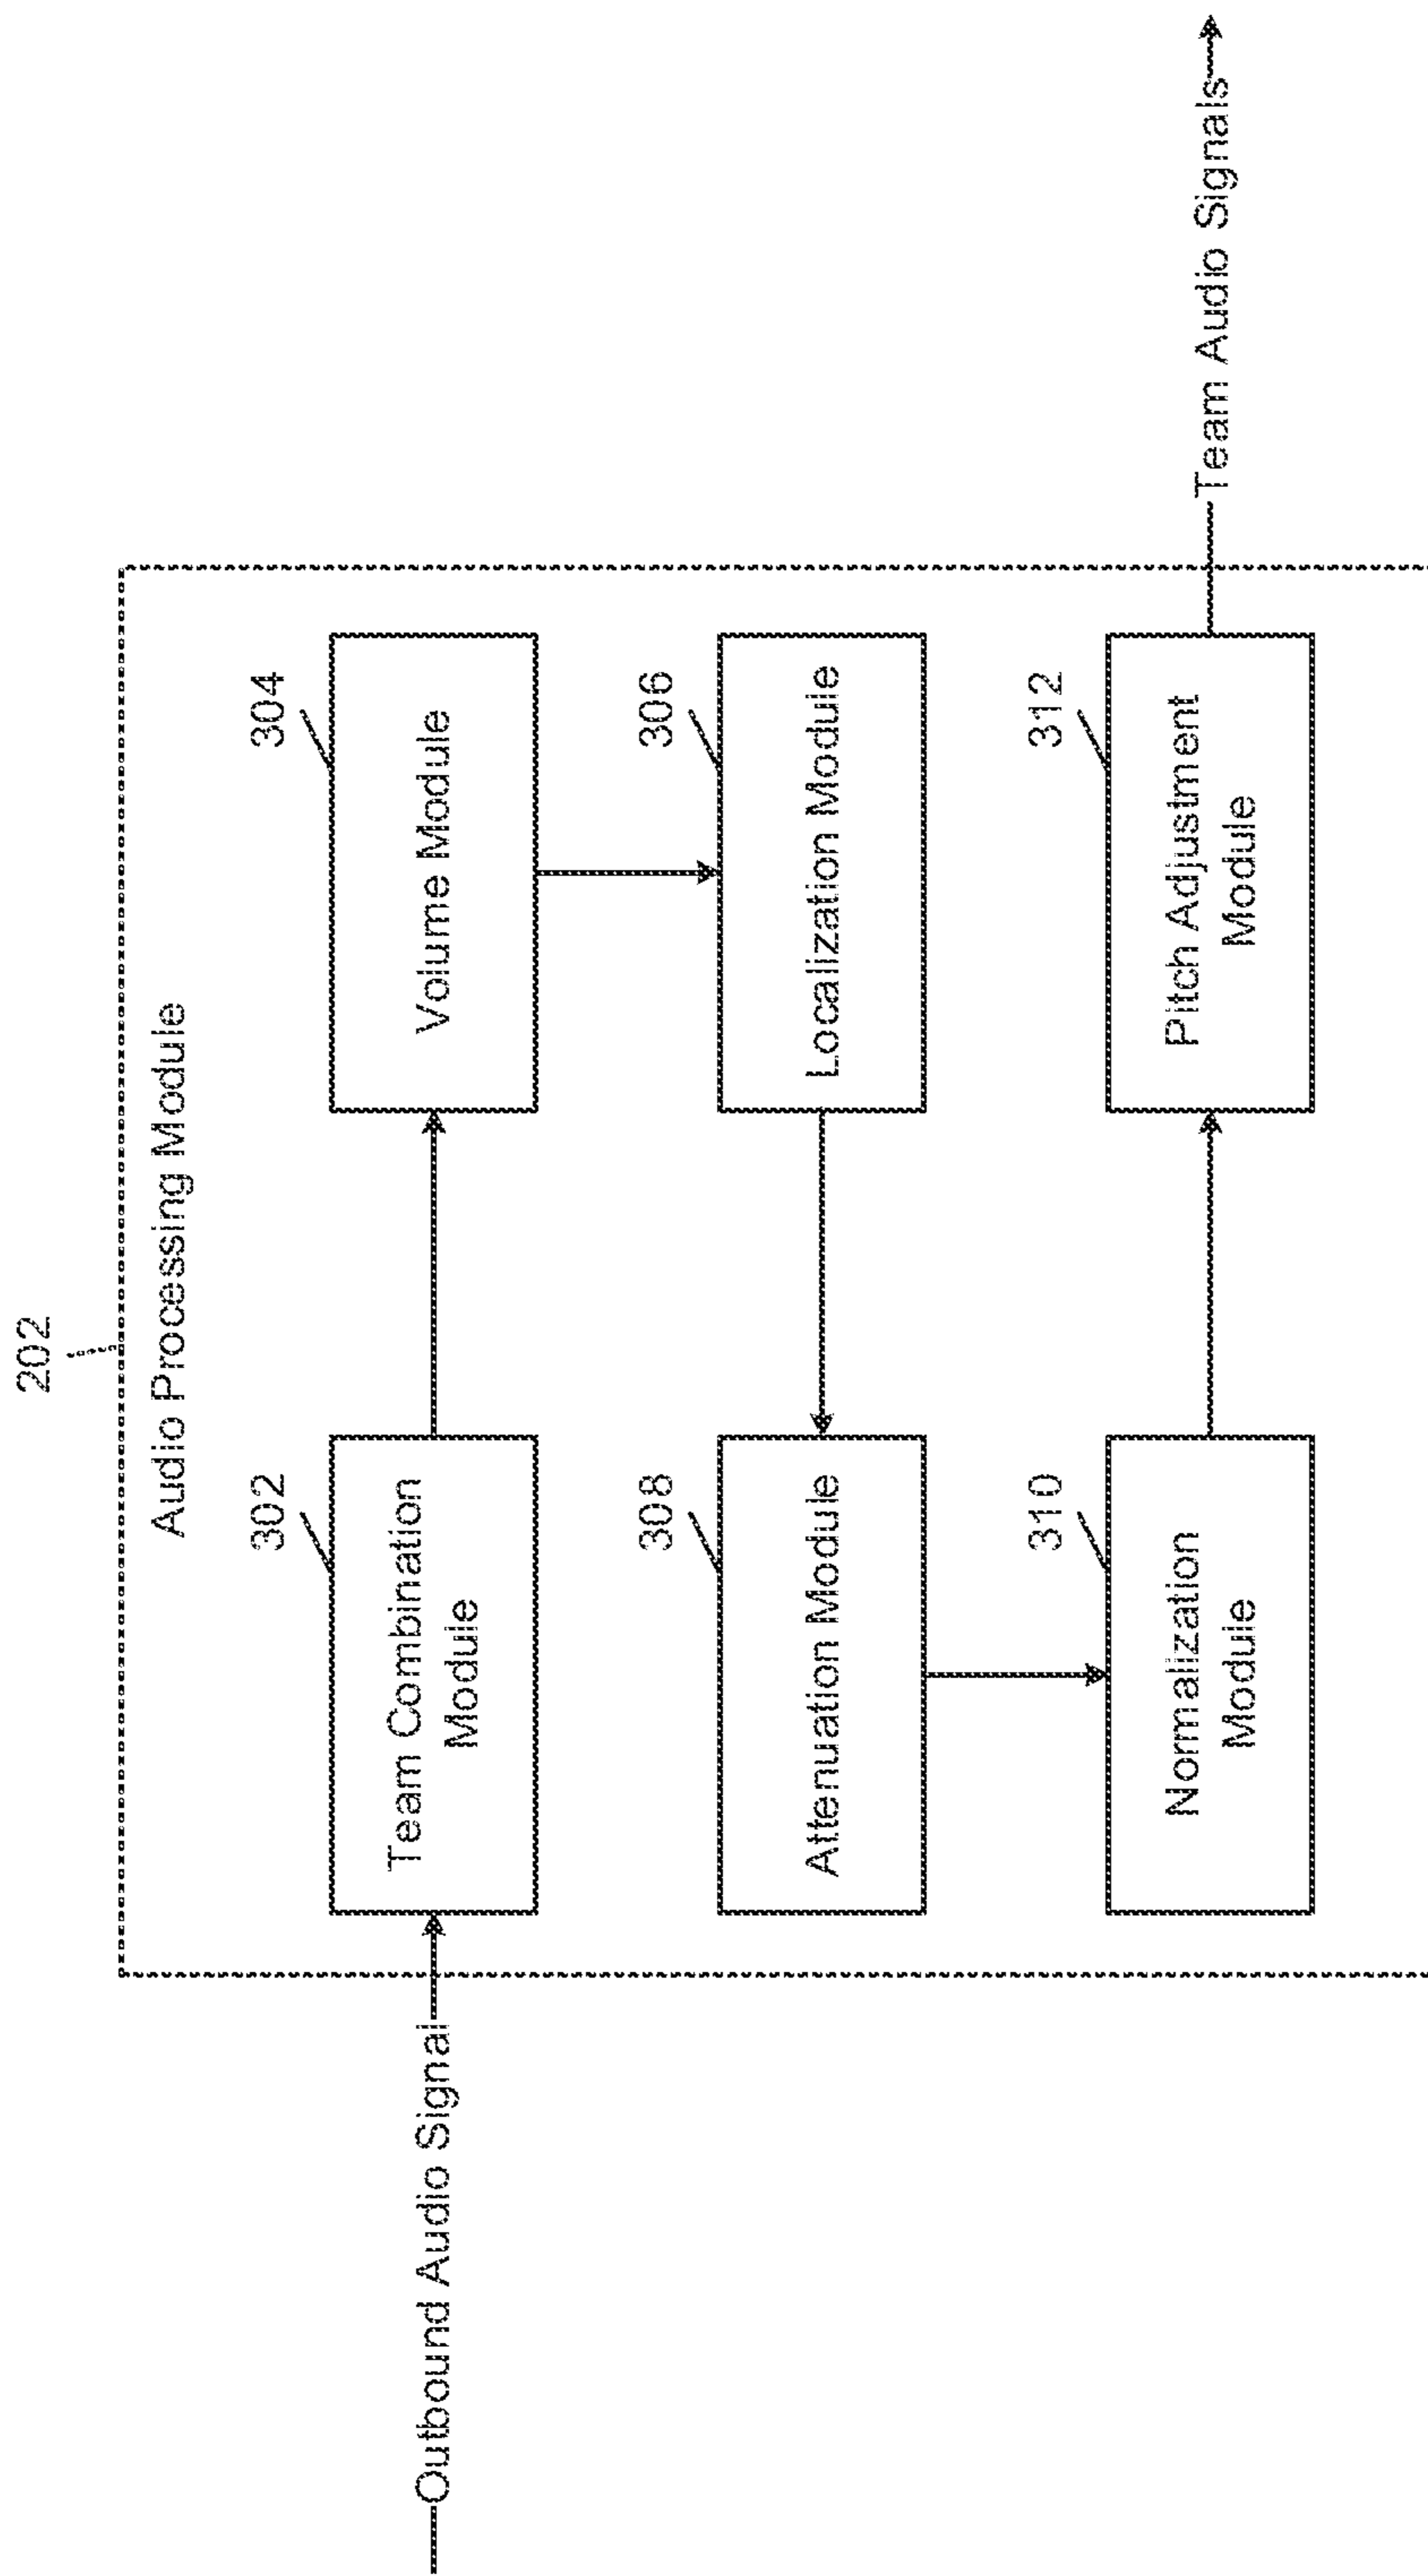 202
Audio Processing Module
Outbound Audio Signal
302
Team Combination
Module
304
Volume Module
308
Attenuation Module
306
Localization Module
310
Normalization
Module
312
Pitch Adjustment
Module
Team Audio Signals